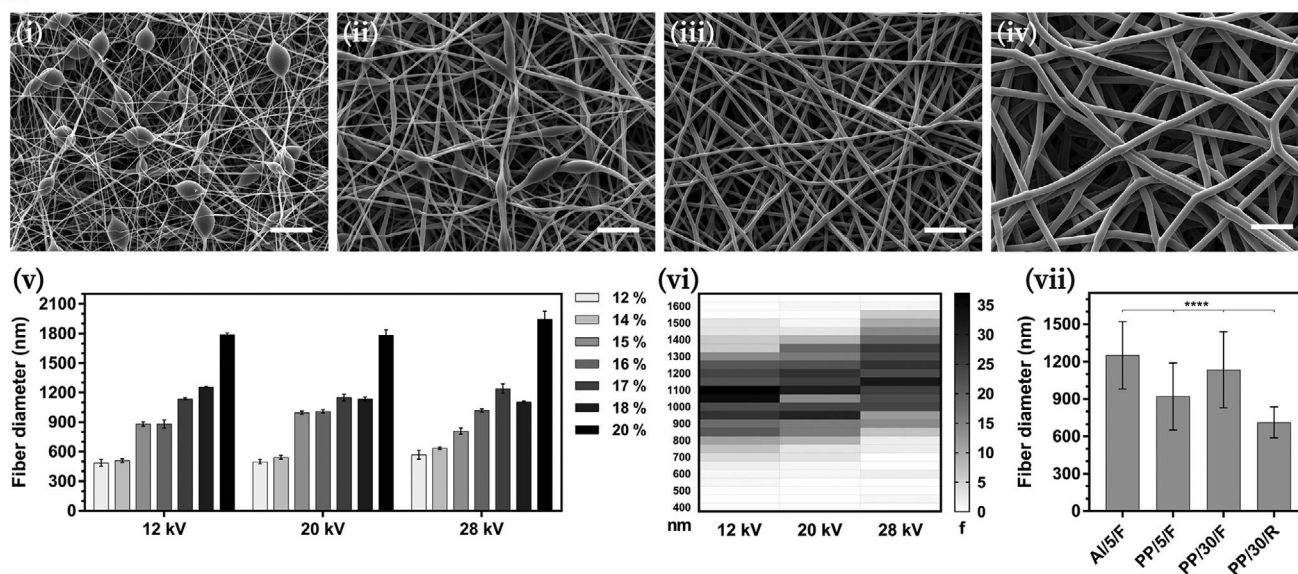 (i)
(ii)
(iii)
(iv)
(v)
Fiber diameter (nm)
2100
1800
1500
1200
900
600
300
0
12 kV
20 kV
28 kV
12 %
14 %
15 %
16 %
17 %
18 %
20 %
(vi)
1600
1500
1400
1300
1200
1100
1000
900
800
700
600
500
400
nm
12 kV
20 kV
28 kV
35
30
25
20
15
10
5
0
f
(vii)
Fiber diameter (nm)
1500
1200
900
600
300
0
****
Al/5/F
PP/5/F
PP/30/F
PP/30/R